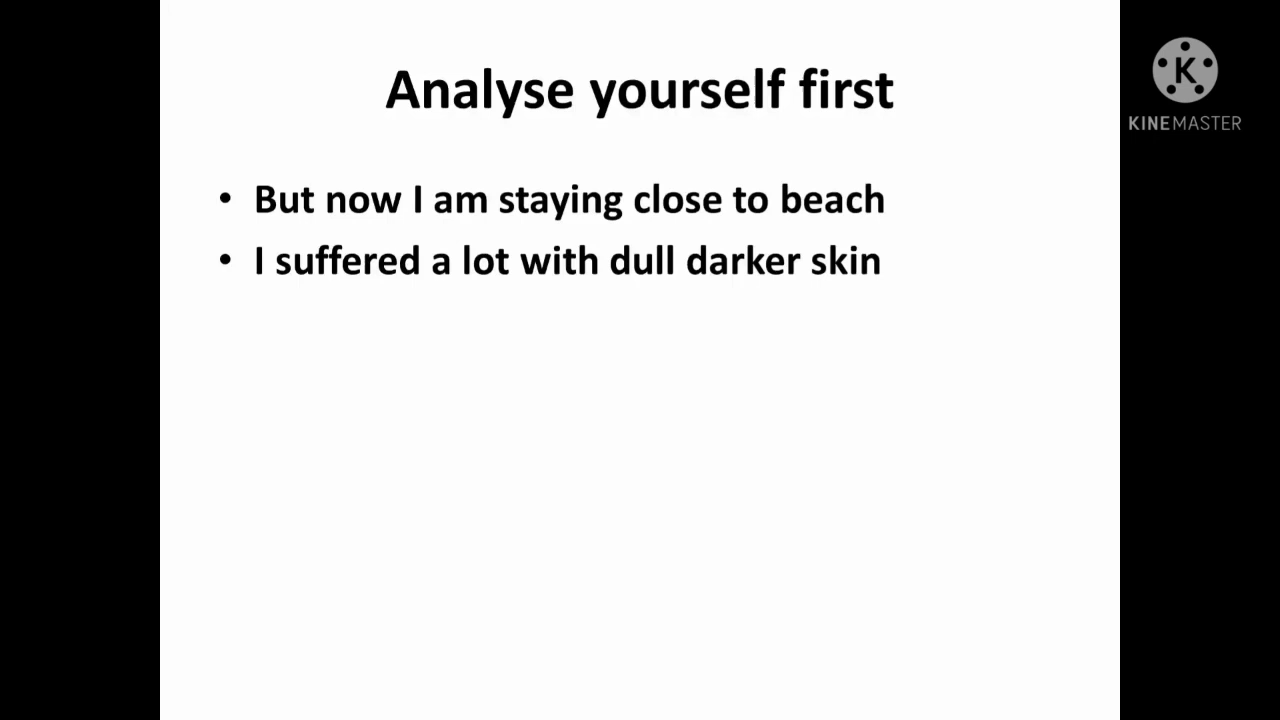 Analyse yourself first
K
KINEMASTER
• But now I am staying close to beach
• I suffered a lot with dull darker skin